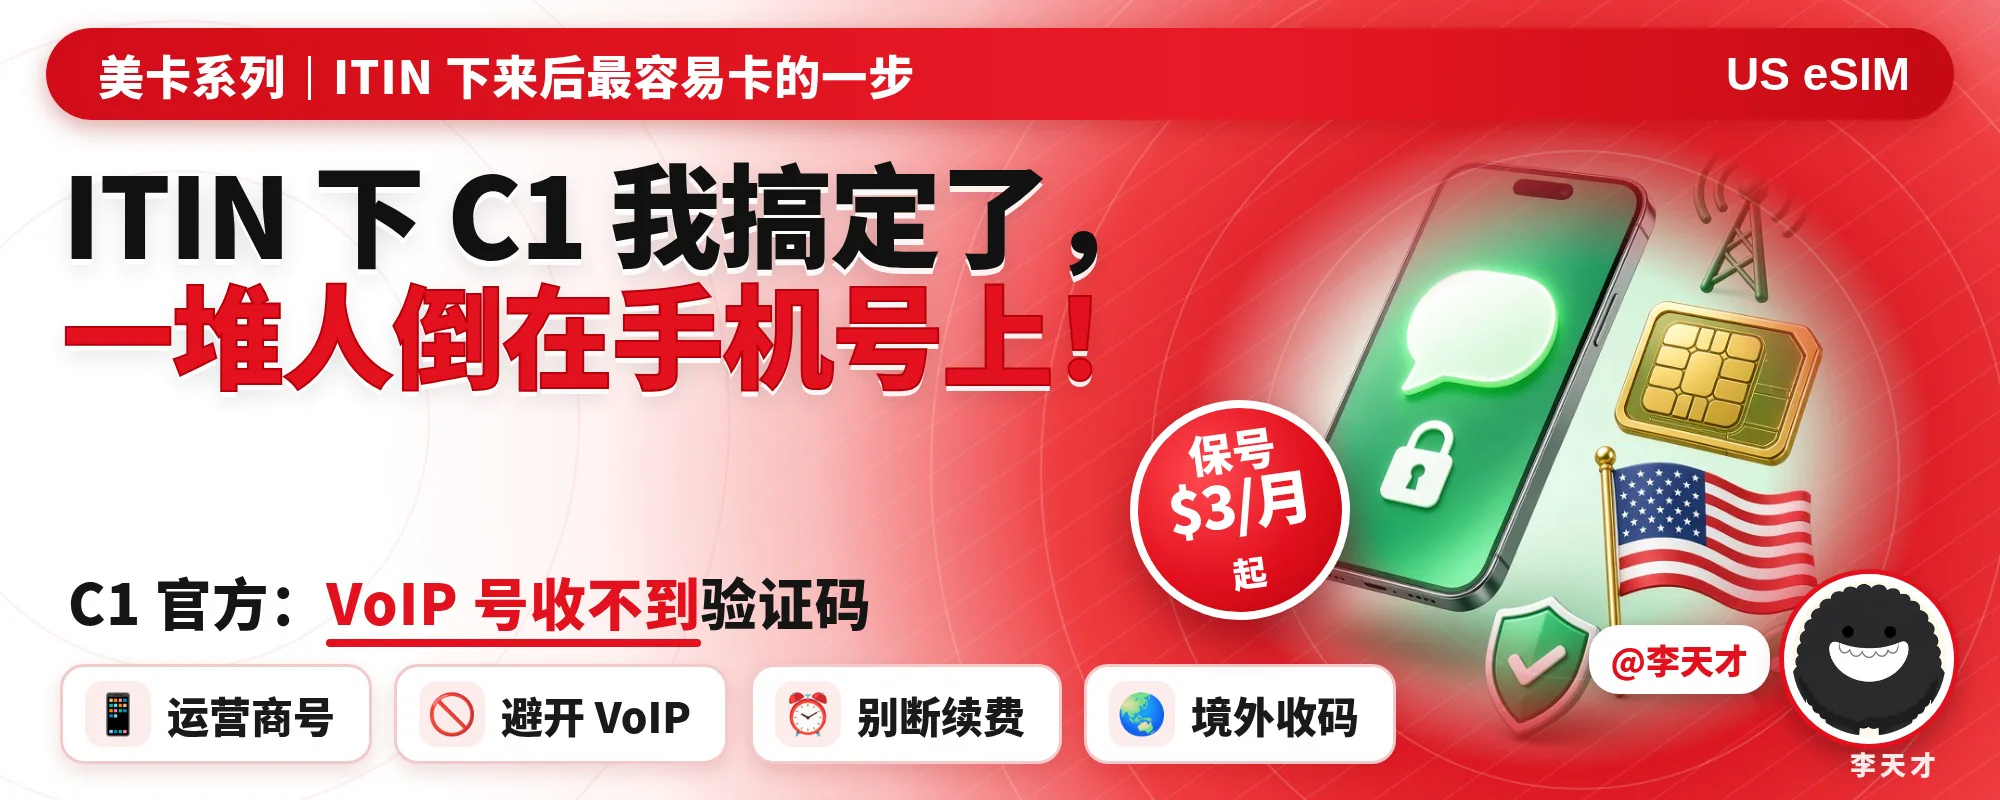 美卡系列｜ITIN 下来后最容易卡的一步
US eSIM
ITIN 下 C1 我搞定了，
一堆人倒在手机号上！
保号
$3/月
起
C1 官方：VoIP 号收不到验证码
运营商号
避开 VoIP
别断续费
境外收码
@李天才
李天才